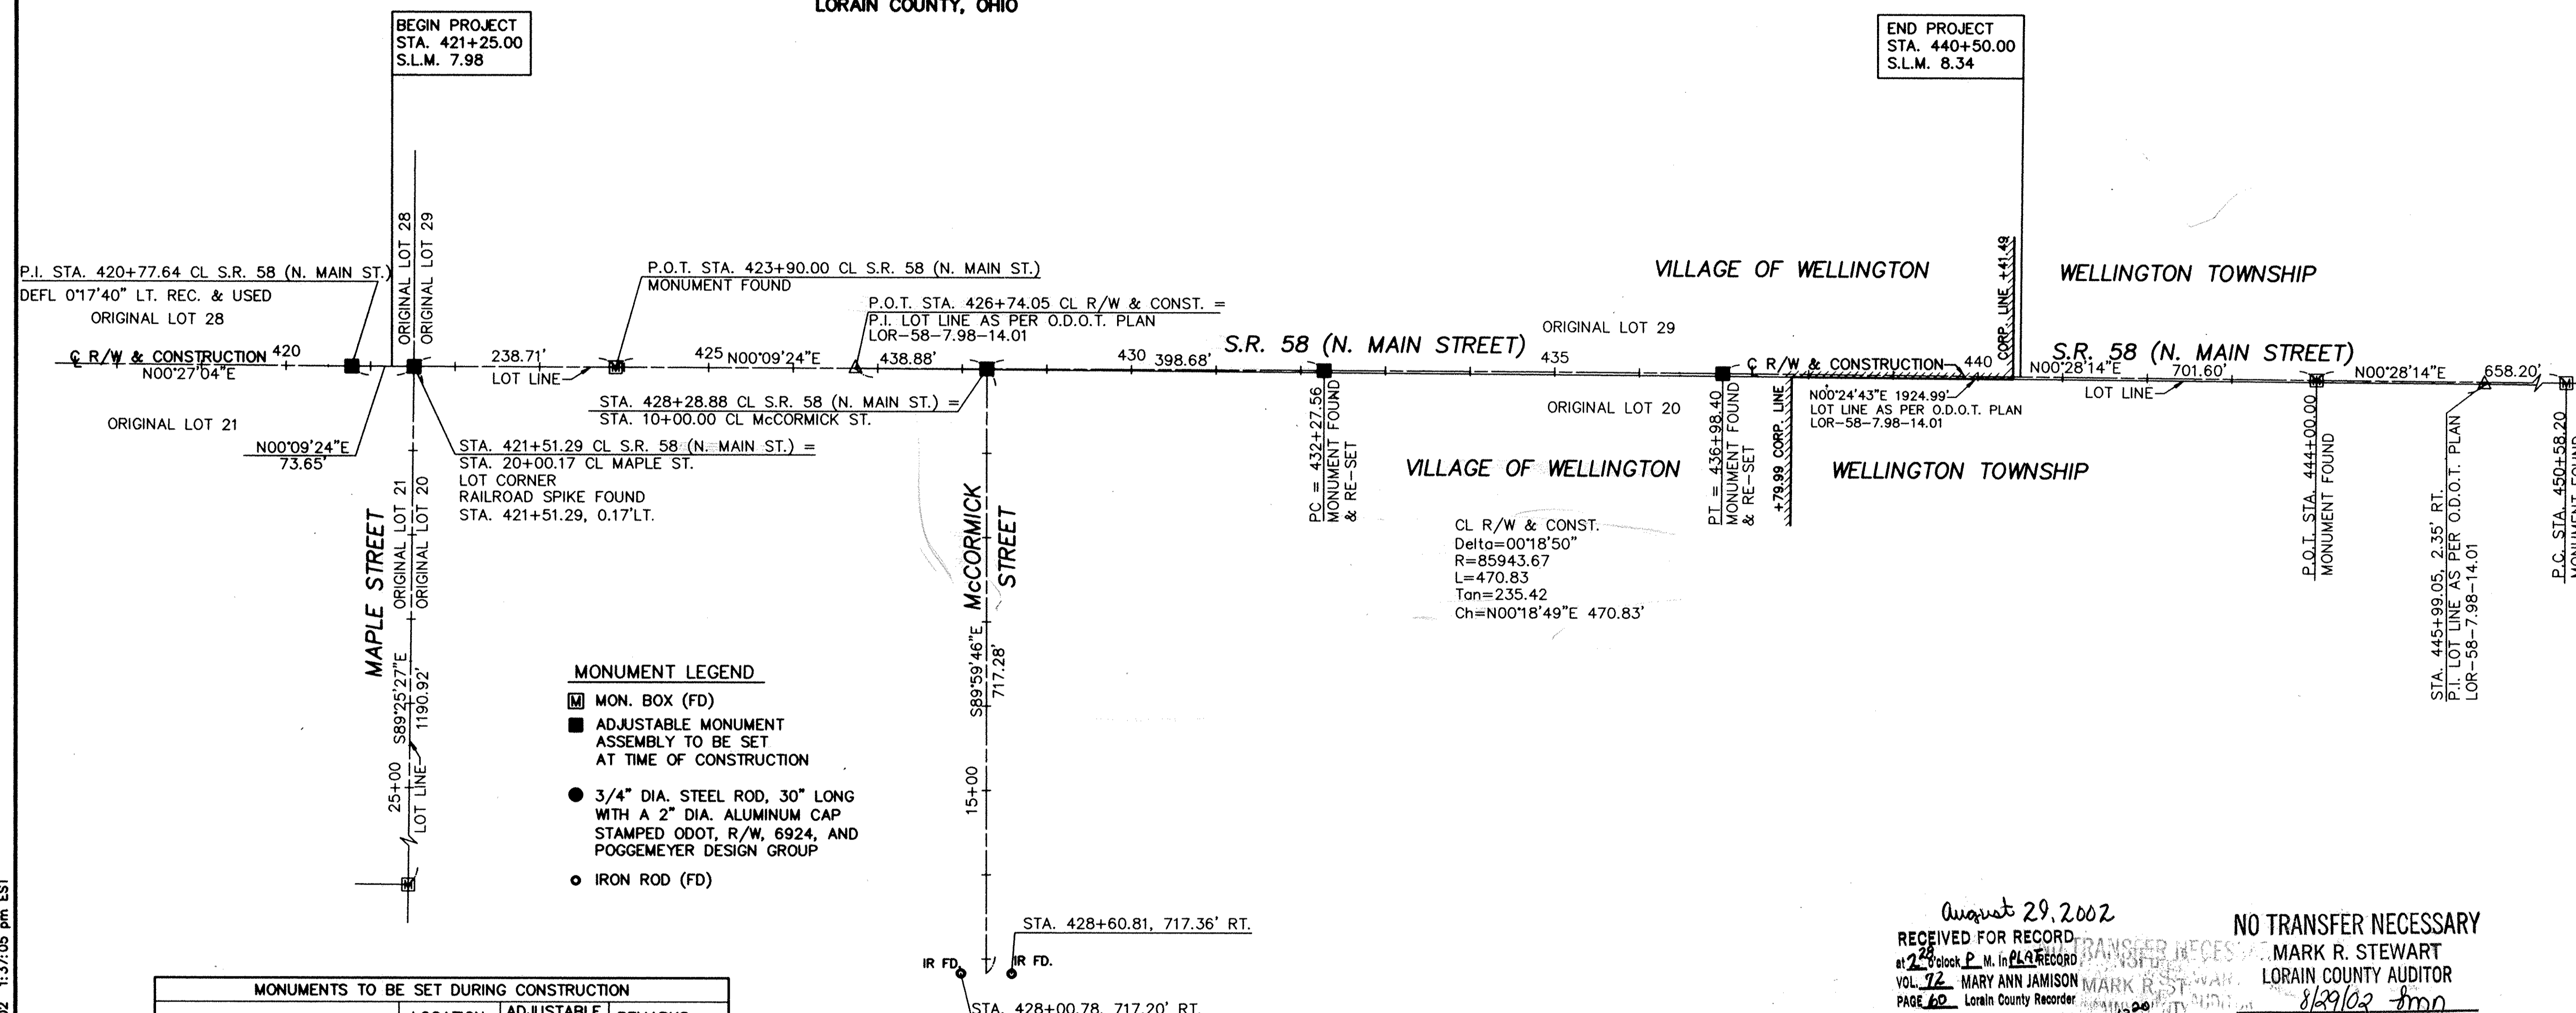 LORAIN COUNTY, OHIO
BEGIN PROJECT
STA. 421+25.00
S.L.M. 7.98
END PROJECT
STA. 440+50.00
S.L.M. 8.34
ORIGINAL LOT 28
ORIGINAL LOT 29
P.I. STA. 420+77.64 CL S.R. 58 (N. MAIN ST.)
DEFL 0°17'40" LT. REC. & USED
ORIGINAL LOT 28
P.O.T. STA. 423+90.00 CL S.R. 58 (N. MAIN ST.)
MONUMENT FOUND
P.O.T. STA. 426+74.05 CL R/W & CONST. =
P.I. LOT LINE AS PER O.D.O.T. PLAN
LOR-58-7.98-14.01
VILLAGE OF WELLINGTON
CORP. LINE +41.49
WELLINGTON TOWNSHIP
ORIGINAL LOT 29
S.R. 58 (N. MAIN STREET)
S.R. 58 (N. MAIN STREET)
℄ R/W & CONSTRUCTION 420
N00°27'04"E
238.71'
LOT LINE
425 N00°09'24"E
438.88'
430 398.68'
435
℄ R/W & CONSTRUCTION
440
N00°28'14"E
701.60'
LOT LINE
N00°28'14"E
658.20'
ORIGINAL LOT 21
N00°09'24"E
73.65'
STA. 428+28.88 CL S.R. 58 (N. MAIN ST.) =
STA. 10+00.00 CL McCORMICK ST.
STA. 421+51.29 CL S.R. 58 (N. MAIN ST.) =
STA. 20+00.17 CL MAPLE ST.
LOT CORNER
RAILROAD SPIKE FOUND
STA. 421+51.29, 0.17'LT.
PC = 432+27.56
MONUMENT FOUND
& RE-SET
ORIGINAL LOT 20
PT = 436+98.40
MONUMENT FOUND
& RE-SET
+79.99 CORP. LINE
N00°24'43"E 1924.99'
LOT LINE AS PER O.D.O.T. PLAN
LOR-58-7.98-14.01
VILLAGE OF WELLINGTON
WELLINGTON TOWNSHIP
P.O.T. STA. 444+00.00
MONUMENT FOUND
STA. 445+99.05, 2.35' RT.
P.I. LOT LINE AS PER O.D.O.T. PLAN
LOR-58-7.98-14.01
P.C. STA. 450+58.20
MONUMENT FOUND
CL R/W & CONST.
Delta=00°18'50"
R=85943.67
L=470.83
Tan=235.42
Ch=N00°18'49"E 470.83'
MAPLE STREET
ORIGINAL LOT 21
ORIGINAL LOT 20
S89°25'27"E
1190.92'
25+00
LOT LINE
McCORMICK
STREET
S89°59'46"E
717.28'
15+00
MONUMENT LEGEND
M MON. BOX (FD)
ADJUSTABLE MONUMENT
ASSEMBLY TO BE SET
AT TIME OF CONSTRUCTION
3/4" DIA. STEEL ROD, 30" LONG
WITH A 2" DIA. ALUMINUM CAP
STAMPED ODOT, R/W, 6924, AND
POGGEMEYER DESIGN GROUP
IRON ROD (FD)
STA. 428+60.81, 717.36' RT.
IR FD.
IR FD.
STA. 428+00.78, 717.20' RT.
MONUMENTS TO BE SET DURING CONSTRUCTION
LOCATION
ADJUSTABLE
REMARKS
1:37:05 pm EST
August 29, 2002
RECEIVED FOR RECORD
at 2:28 o'clock P M. in PLAT RECORD
VOL. 72 MARY ANN JAMISON
PAGE 60 Lorain County Recorder
NO TRANSFER NECESSARY
MARK R. STEWART
LORAIN COUNTY AUDITOR
8/29/02